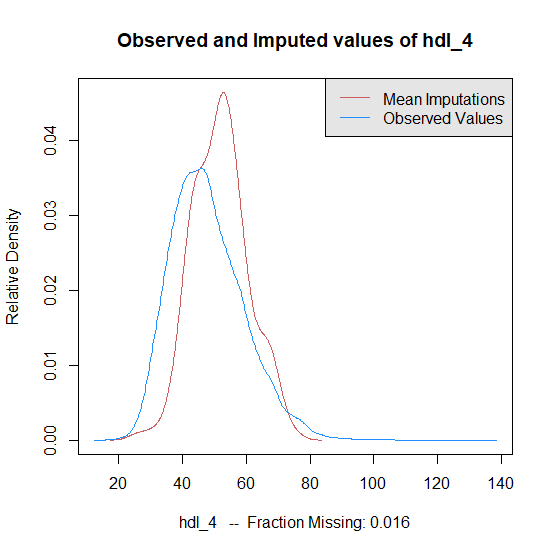 Observed and Imputed values of hdl_4
Mean Imputations
Observed Values
Relative Density
0.04
0.03
0.02
0.01
0.00
20 40 60 80 100 120 140
hdl_4 -- Fraction Missing: 0.016